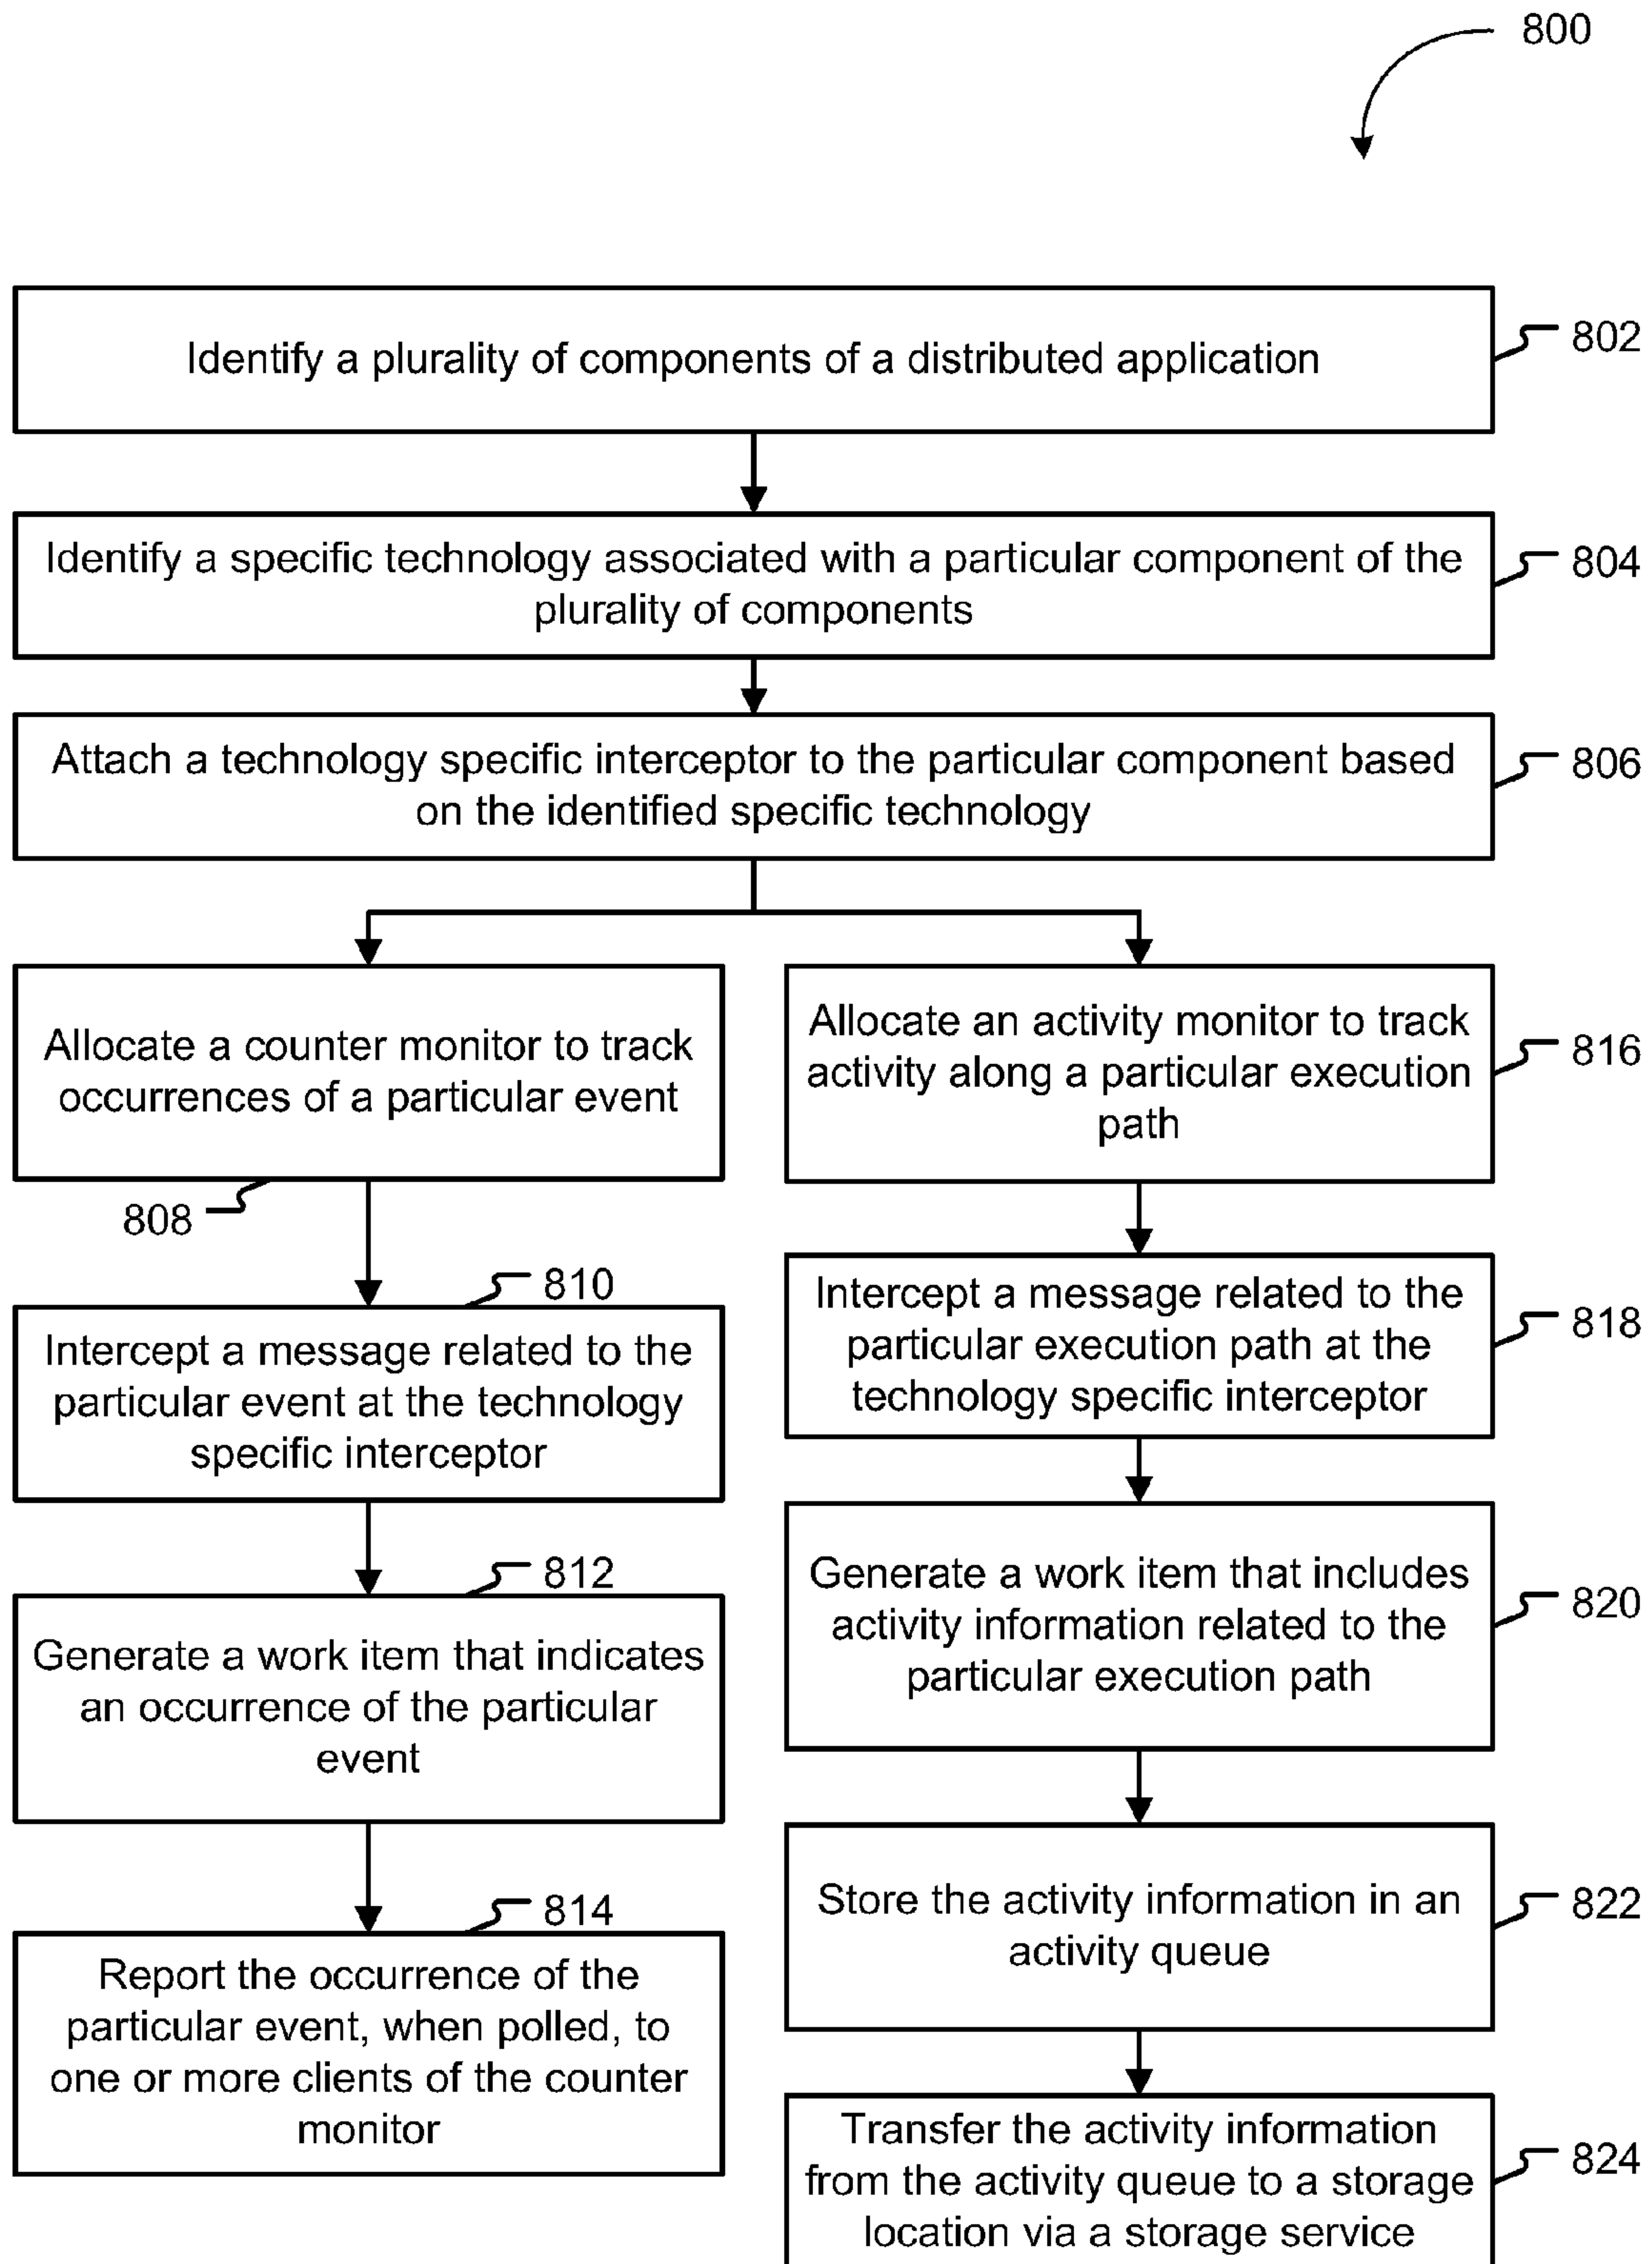 800
Identify a plurality of components of a distributed application
802
Identify a specific technology associated with a particular component of the
plurality of components
804
Attach a technology specific interceptor to the particular component based
on the identified specific technology
806
Allocate a counter monitor to track
occurrences of a particular event
808
810
Intercept a message related to the
particular event at the technology
specific interceptor
812
Generate a work item that indicates
an occurrence of the particular
event
814
Report the occurrence of the
particular event, when polled, to
one or more clients of the counter
monitor
Allocate an activity monitor to track
activity along a particular execution
path
816
Intercept a message related to the
particular execution path at the
technology specific interceptor
818
Generate a work item that includes
activity information related to the
particular execution path
820
Store the activity information in an
activity queue
822
Transfer the activity information
from the activity queue to a storage
location via a storage service
824